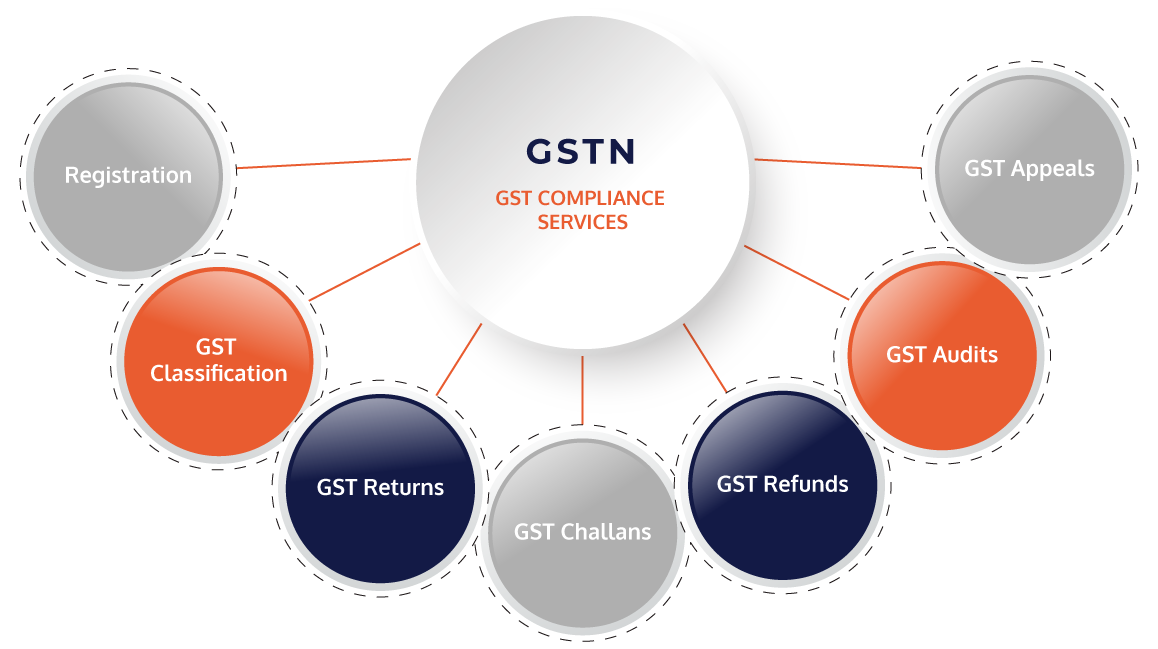 GSTN
GST COMPLIANCE
SERVICES
Registration
GST
Classification
GST Returns
GST Challans
GST Refunds
GST Audits
GST Appeals